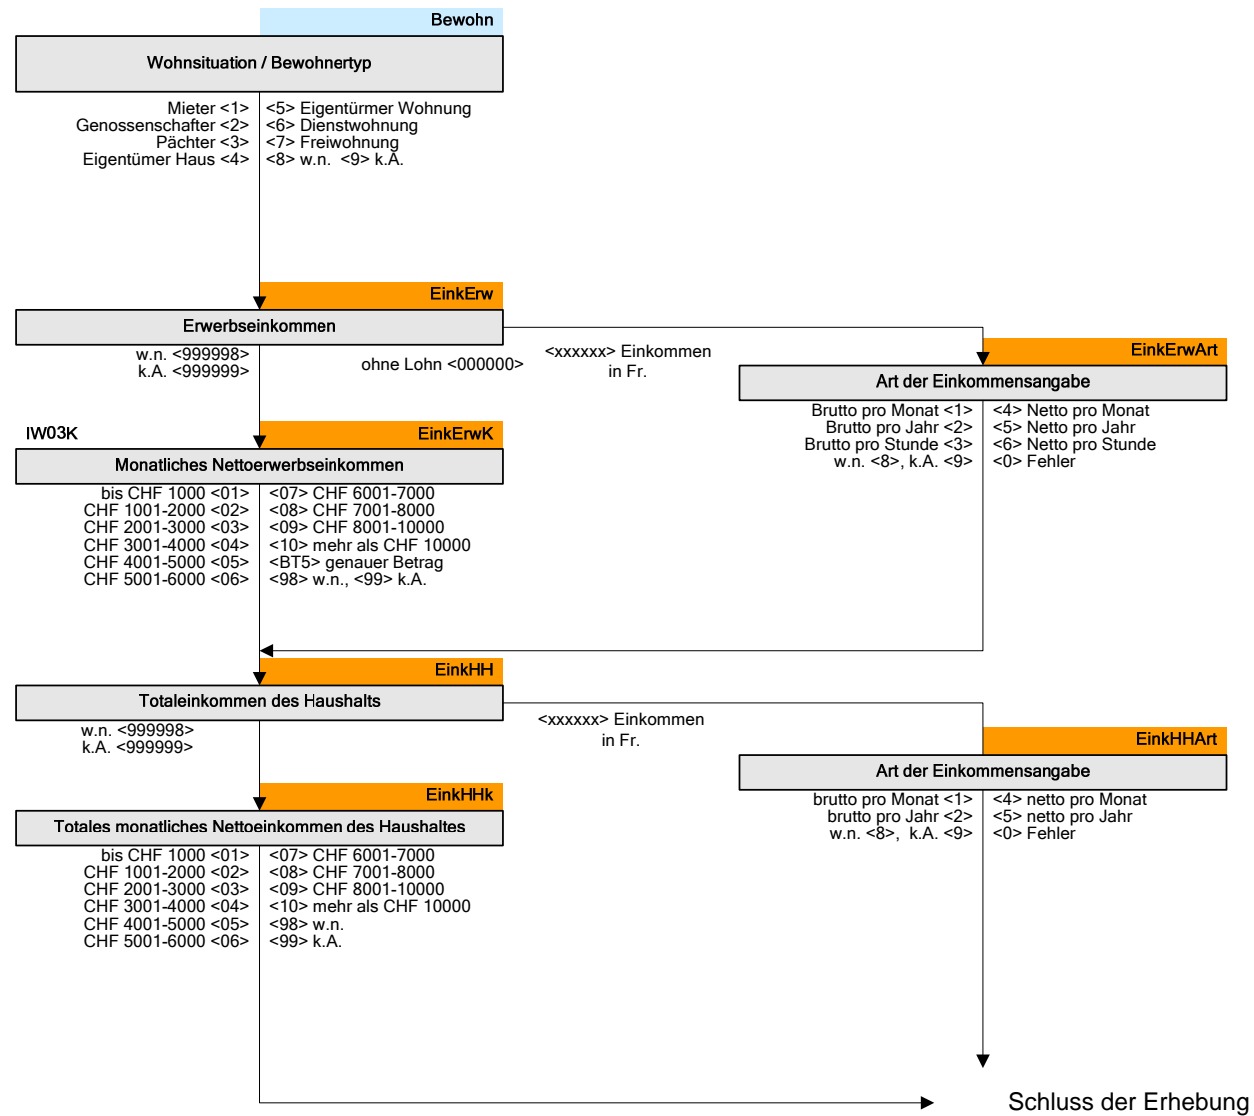 Bewohn
Wohnsituation / Bewohnertyp
Mieter <1> <5> Eigentürmer Wohnung
Genossenschafter <2> <6> Dienstwohnung
Pächter <3> <7> Freiwohnung
Eigentümer Haus <4> <8> w.n. <9> k.A.
EinkErw
Erwerbseinkommen
w.n. <999998>
k.A. <999999>
ohne Lohn <000000>
<xxxxxx> Einkommen
in Fr.
EinkErwArt
Art der Einkommensangabe
Brutto pro Monat <1> <4> Netto pro Monat
Brutto pro Jahr <2> <5> Netto pro Jahr
Brutto pro Stunde <3> <6> Netto pro Stunde
w.n. <8>, k.A. <9> <0> Fehler
IW03K
EinkErwK
Monatliches Nettoerwerbseinkommen
bis CHF 1000 <01> <07> CHF 6001-7000
CHF 1001-2000 <02> <08> CHF 7001-8000
CHF 2001-3000 <03> <09> CHF 8001-10000
CHF 3001-4000 <04> <10> mehr als CHF 10000
CHF 4001-5000 <05> <BT5> genauer Betrag
CHF 5001-6000 <06> <98> w.n., <99> k.A.
EinkHH
Totaleinkommen des Haushalts
w.n. <999998>
k.A. <999999>
<xxxxxx> Einkommen
in Fr.
EinkHHArt
Art der Einkommensangabe
brutto pro Monat <1> <4> netto pro Monat
brutto pro Jahr <2> <5> netto pro Jahr
w.n. <8>, k.A. <9> <0> Fehler
EinkHHk
Totales monatliches Nettoeinkommen des Haushaltes
bis CHF 1000 <01> <07> CHF 6001-7000
CHF 1001-2000 <02> <08> CHF 7001-8000
CHF 2001-3000 <03> <09> CHF 8001-10000
CHF 3001-4000 <04> <10> mehr als CHF 10000
CHF 4001-5000 <05> <98> w.n.
CHF 5001-6000 <06> <99> k.A.
Schluss der Erhebung